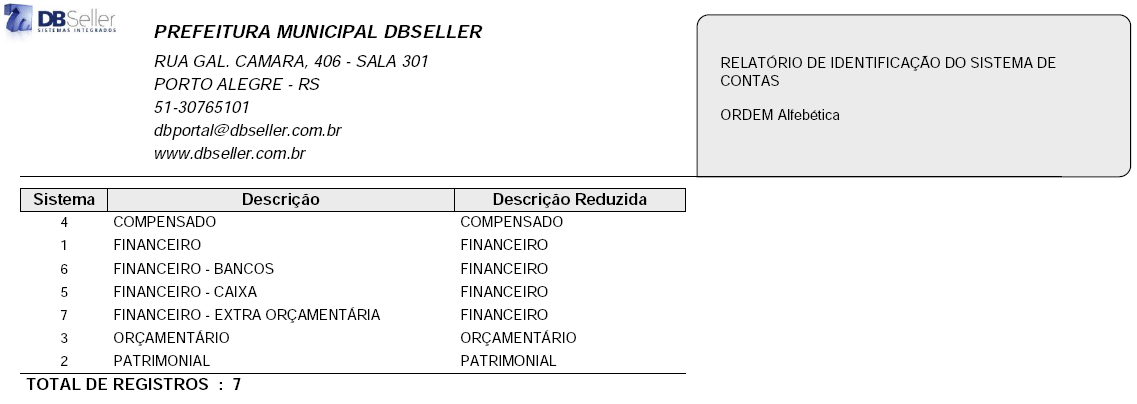 DBSeller
SISTEMAS INTEGRADOS
PREFEITURA MUNICIPAL DBSELLER
RUA GAL. CAMARA, 406 - SALA 301
PORTO ALEGRE - RS
51-30765101
dbportal@dbseller.com.br
www.dbseller.com.br
RELATÓRIO DE IDENTIFICAÇÃO DO SISTEMA DE
CONTAS
ORDEM Alfebética
Sistema Descrição Descrição Reduzida
4 COMPENSADO COMPENSADO
1 FINANCEIRO FINANCEIRO
6 FINANCEIRO - BANCOS FINANCEIRO
5 FINANCEIRO - CAIXA FINANCEIRO
7 FINANCEIRO - EXTRA ORÇAMENTÁRIA FINANCEIRO
3 ORÇAMENTÁRIO ORÇAMENTÁRIO
2 PATRIMONIAL PATRIMONIAL
TOTAL DE REGISTROS : 7